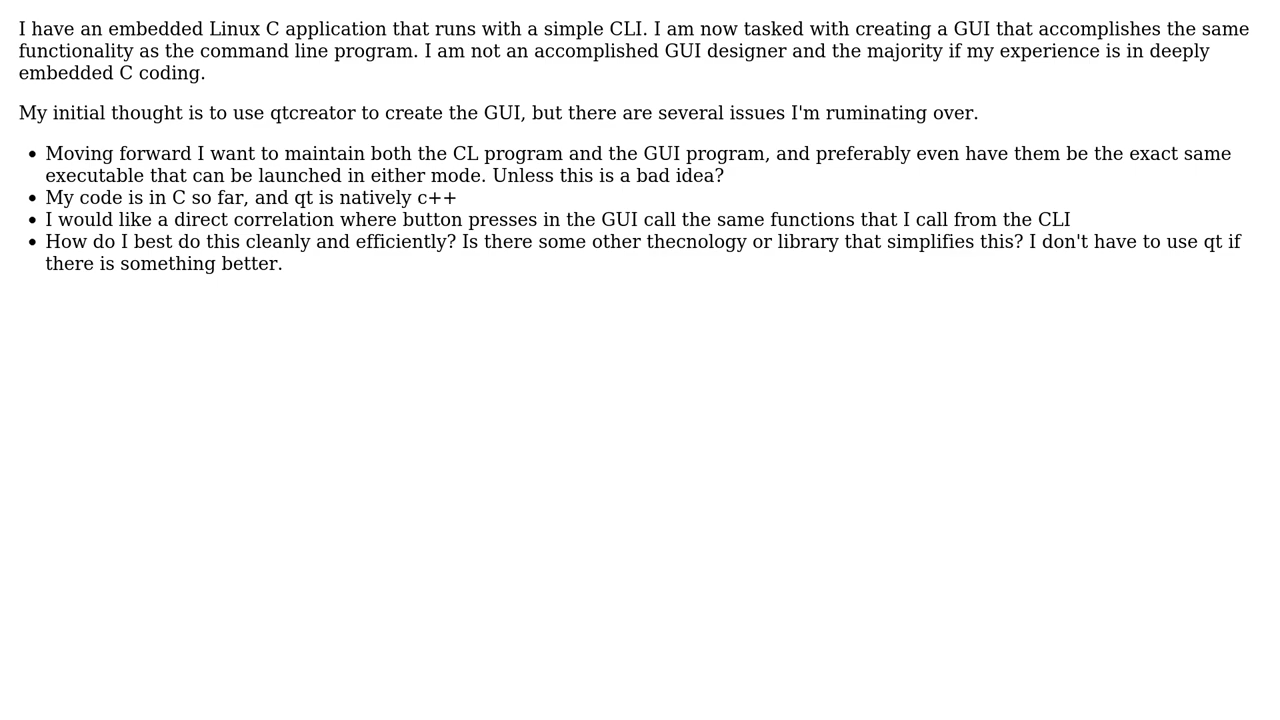 I have an embedded Linux C application that runs with a simple CLI. I am now tasked with creating a GUI that accomplishes the same
functionality as the command line program. I am not an accomplished GUI designer and the majority if my experience is in deeply
embedded C coding.
My initial thought is to use qtcreator to create the GUI, but there are several issues I'm ruminating over.
• Moving forward I want to maintain both the CL program and the GUI program, and preferably even have them be the exact same
executable that can be launched in either mode. Unless this is a bad idea?
• My code is in C so far, and qt is natively c++
• I would like a direct correlation where button presses in the GUI call the same functions that I call from the CLI
• How do I best do this cleanly and efficiently? Is there some other thecnology or library that simplifies this? I don't have to use qt if
there is something better.